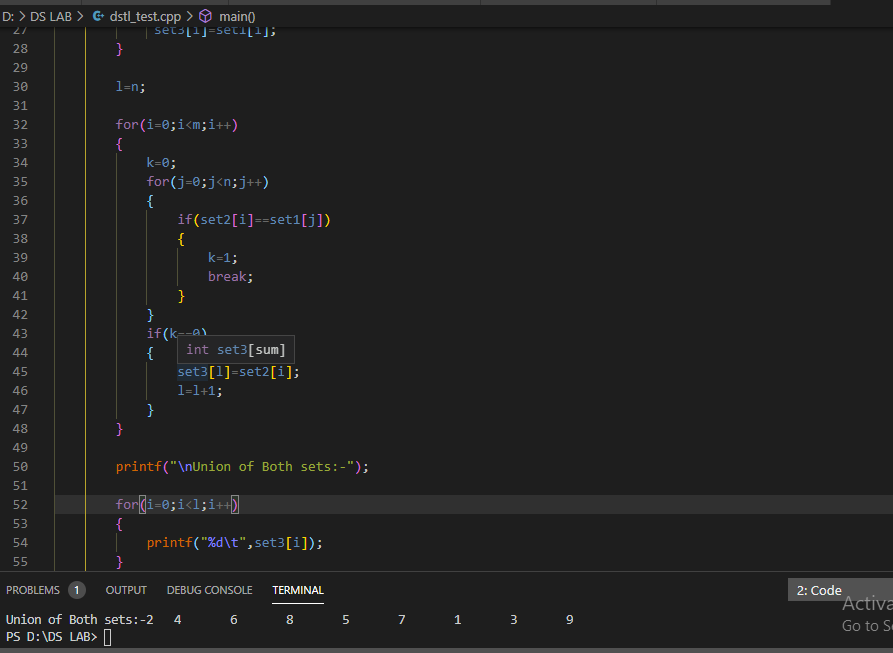 D: > DS LAB > dstl_test.cpp > main()
27 set3[i]=set1[i];
28 }
29
30 l=n;
31
32 for(i=0;i<m;i++)
33 {
34 k=0;
35 for(j=0;j<n;j++)
36 {
37 if(set2[i]==set1[j])
38 {
39 k=1;
40 break;
41 }
42 }
43 if(k==0)
int set3[sum]
44 {
45 set3[l]=set2[i];
46 l=l+1;
47 }
48 }
49
50 printf("\nUnion of Both sets:-");
51
52 for(i=0;i<l;i++)
53 {
54 printf("%d\t",set3[i]);
55 }
PROBLEMS 1 OUTPUT DEBUG CONSOLE TERMINAL 2: Code
Union of Both sets:-2 4 6 8 5 7 1 3 9
PS D:\DS LAB>
Go to